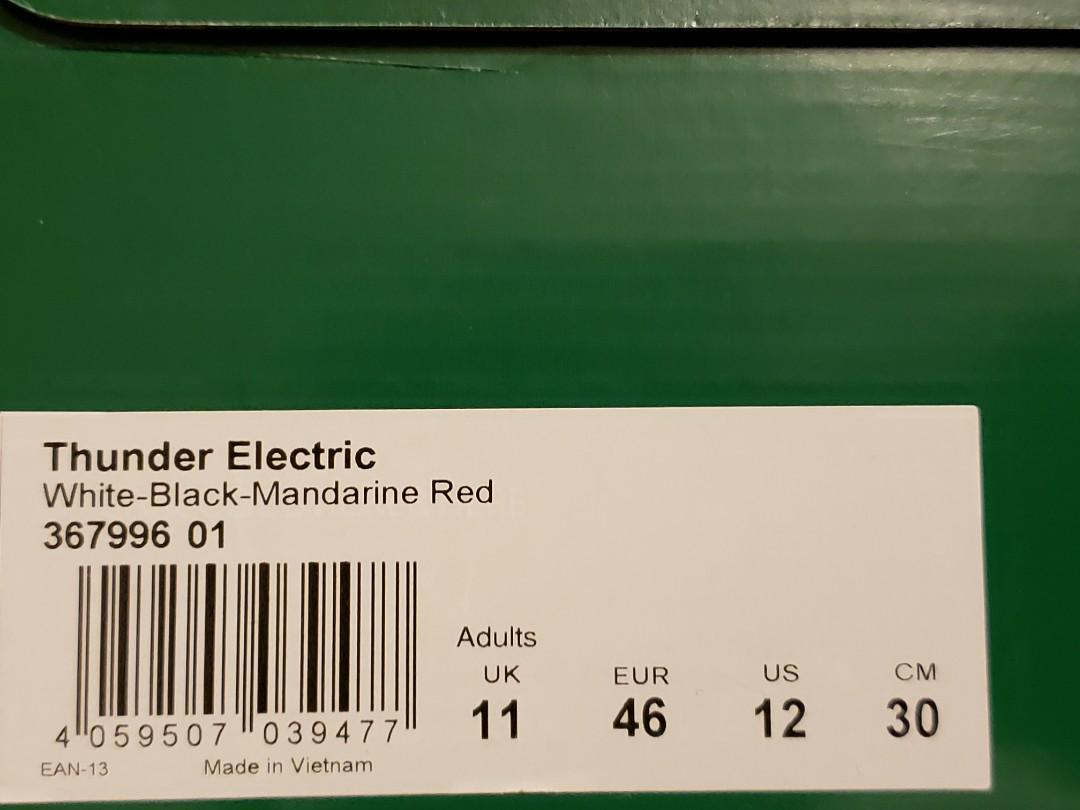 Thunder Electric
White-Black-Mandarine Red
367996 01
Adults
UK EUR US CM
11 46 12 30
4 059507 039477
EAN-13 Made in Vietnam